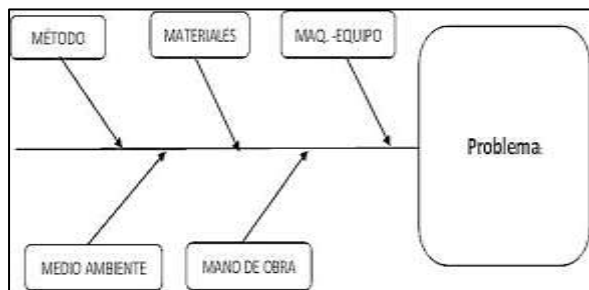 MÉTODO
MATERIALES
MAQ. -EQUIPO
Problema:
MEDIO AMBIENTE
MANO DE OBRA